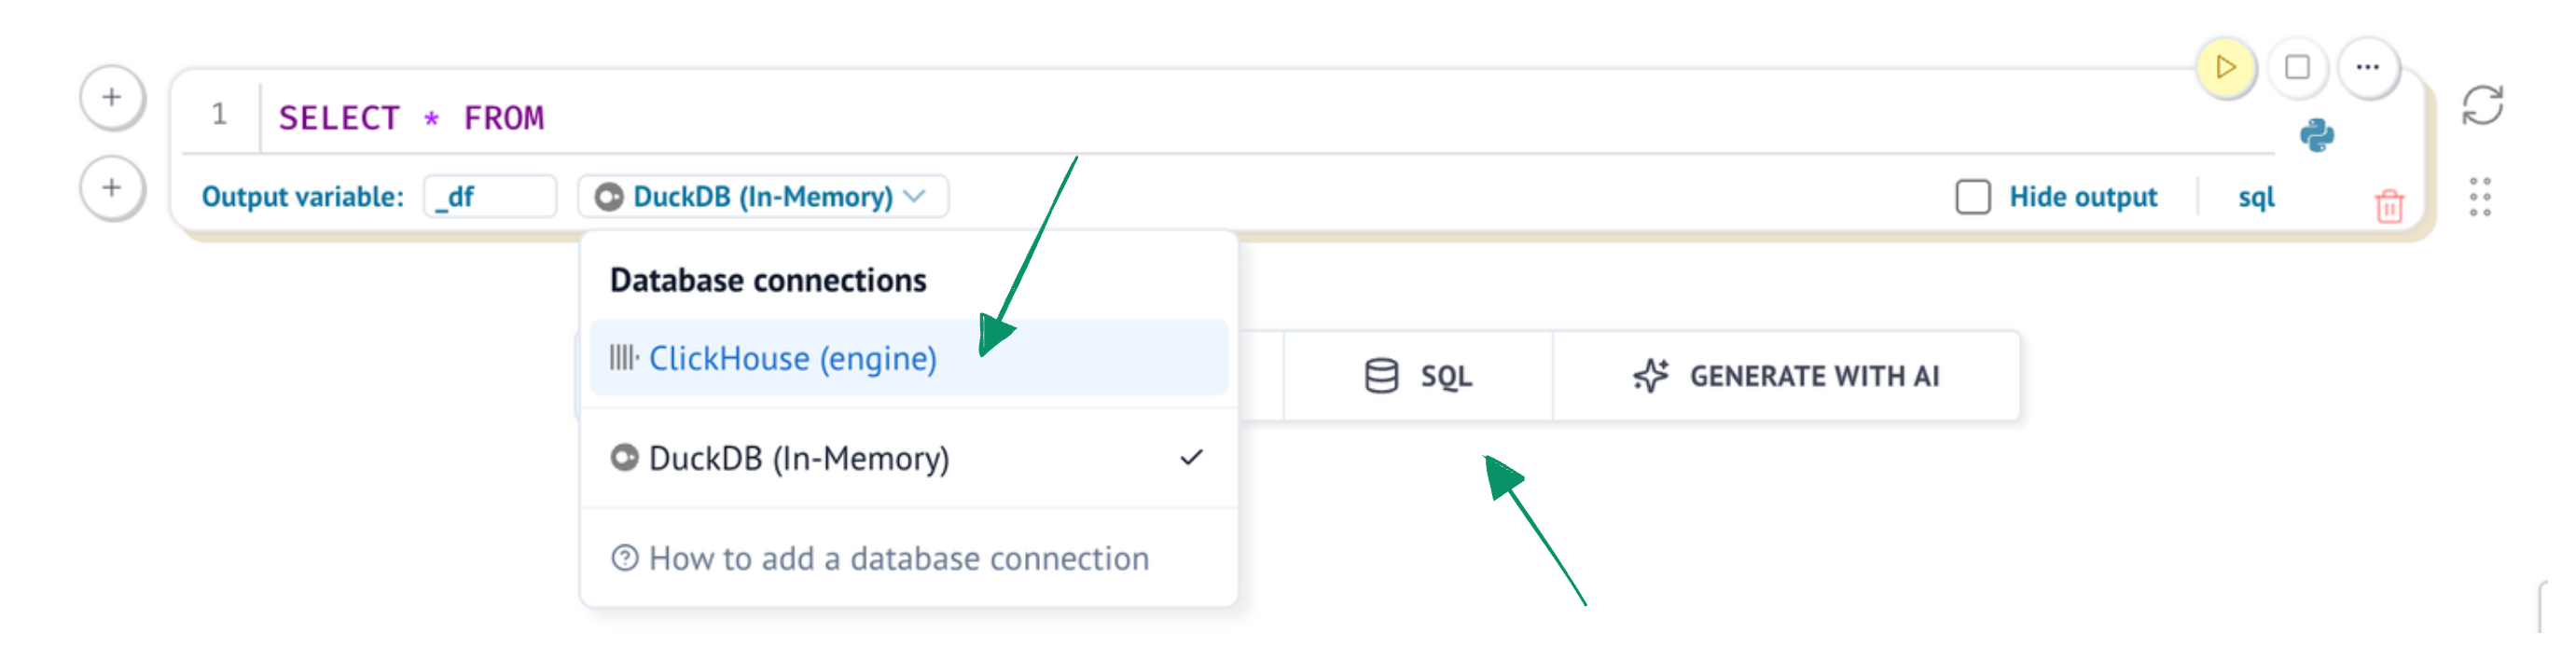 1 SELECT * FROM
Output variable: _df DuckDB (In-Memory) Hide output sql
Database connections
ClickHouse (engine)
SQL GENERATE WITH AI
DuckDB (In-Memory)
How to add a database connection